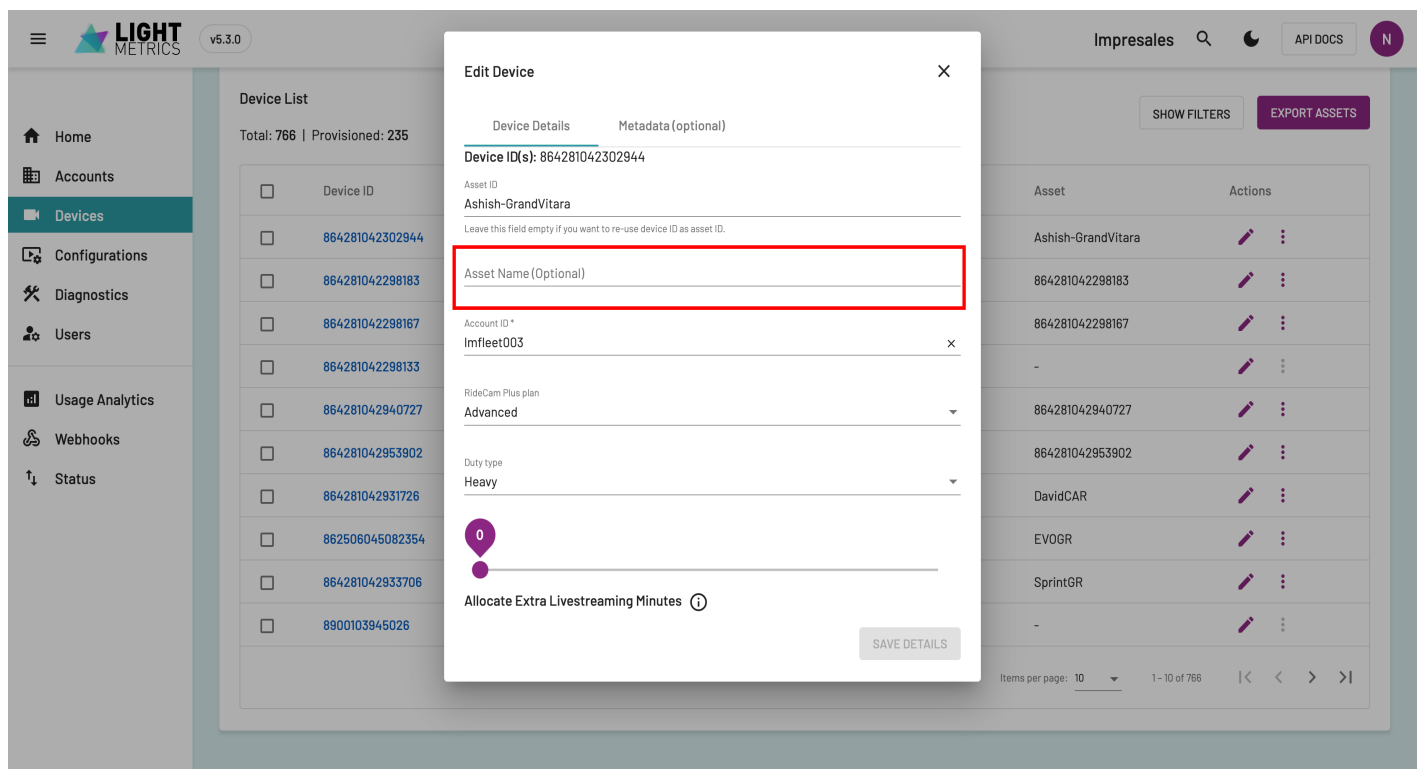 LIGHT
METRICS
v5.3.0
Impresales
API DOCS
N
Home
Accounts
Devices
Configurations
Diagnostics
Users
Usage Analytics
Webhooks
Status
Device List
Total: 766 | Provisioned: 235
SHOW FILTERS
EXPORT ASSETS
Device ID
Asset
Actions
864281042302944
Ashish-GrandVitara
864281042298183
864281042298183
864281042298167
864281042298167
864281042298133
-
864281042940727
864281042940727
864281042953902
864281042953902
864281042931726
DavidCAR
862506045082354
EVOGR
864281042933706
SprintGR
8900103945026
-
Items per page: 10
1 – 10 of 766
Edit Device
Device Details
Metadata (optional)
Device ID(s): 864281042302944
Asset ID
Ashish-GrandVitara
Leave this field empty if you want to re-use device ID as asset ID.
Asset Name (Optional)
Account ID *
lmfleet003
RideCam Plus plan
Advanced
Duty type
Heavy
0
Allocate Extra Livestreaming Minutes
SAVE DETAILS